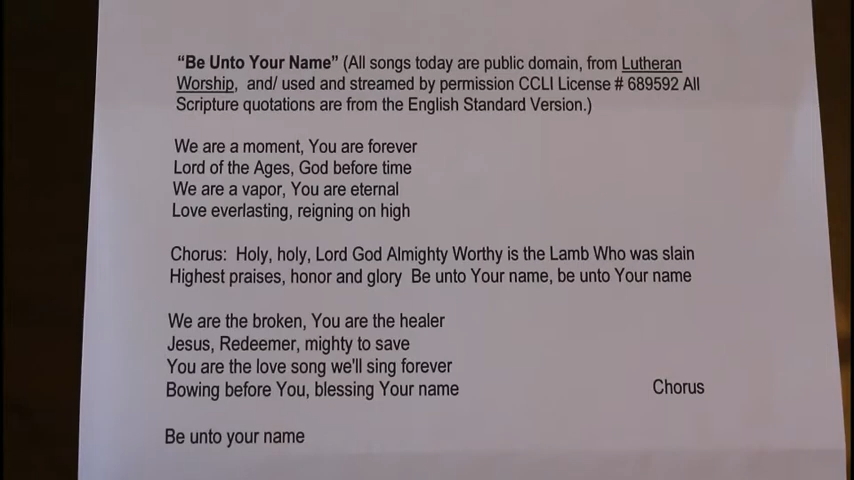 “Be Unto Your Name” (All songs today are public domain, from Lutheran
Worship, and/ used and streamed by permission CCLI License # 689592 All
Scripture quotations are from the English Standard Version.)
We are a moment, You are forever
Lord of the Ages, God before time
We are a vapor, You are eternal
Love everlasting, reigning on high
Chorus: Holy, holy, Lord God Almighty Worthy is the Lamb Who was slain
Highest praises, honor and glory Be unto Your name, be unto Your name
We are the broken, You are the healer
Jesus, Redeemer, mighty to save
You are the love song we'll sing forever
Bowing before You, blessing Your name Chorus
Be unto your name